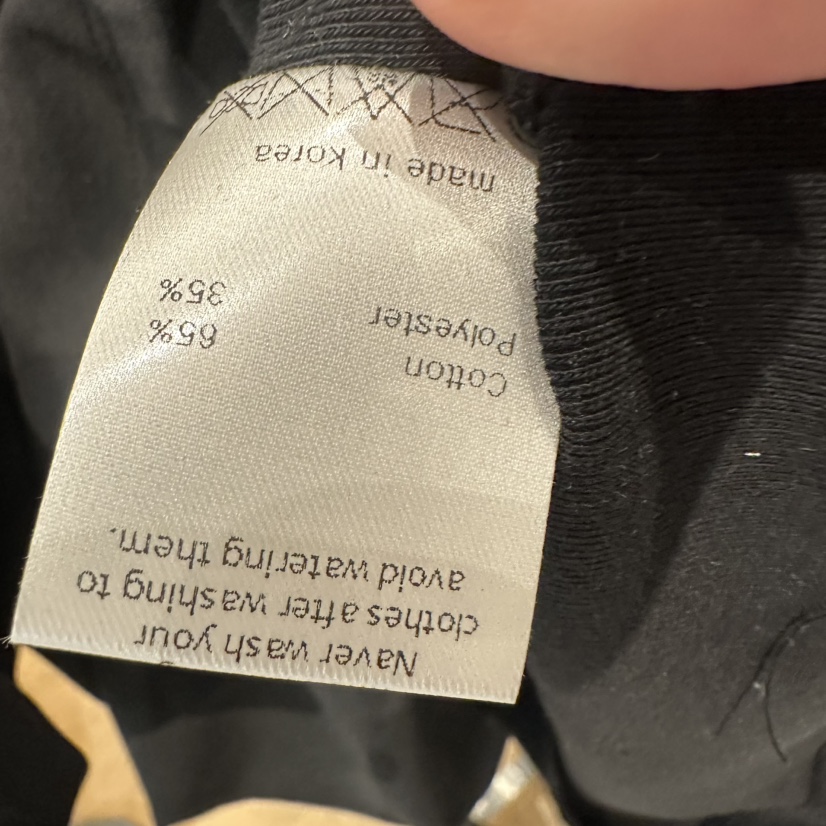 Naver wash your
clothes after washing to
avoid watering them.
Cotton 65%
Polyester 35%
made in korea